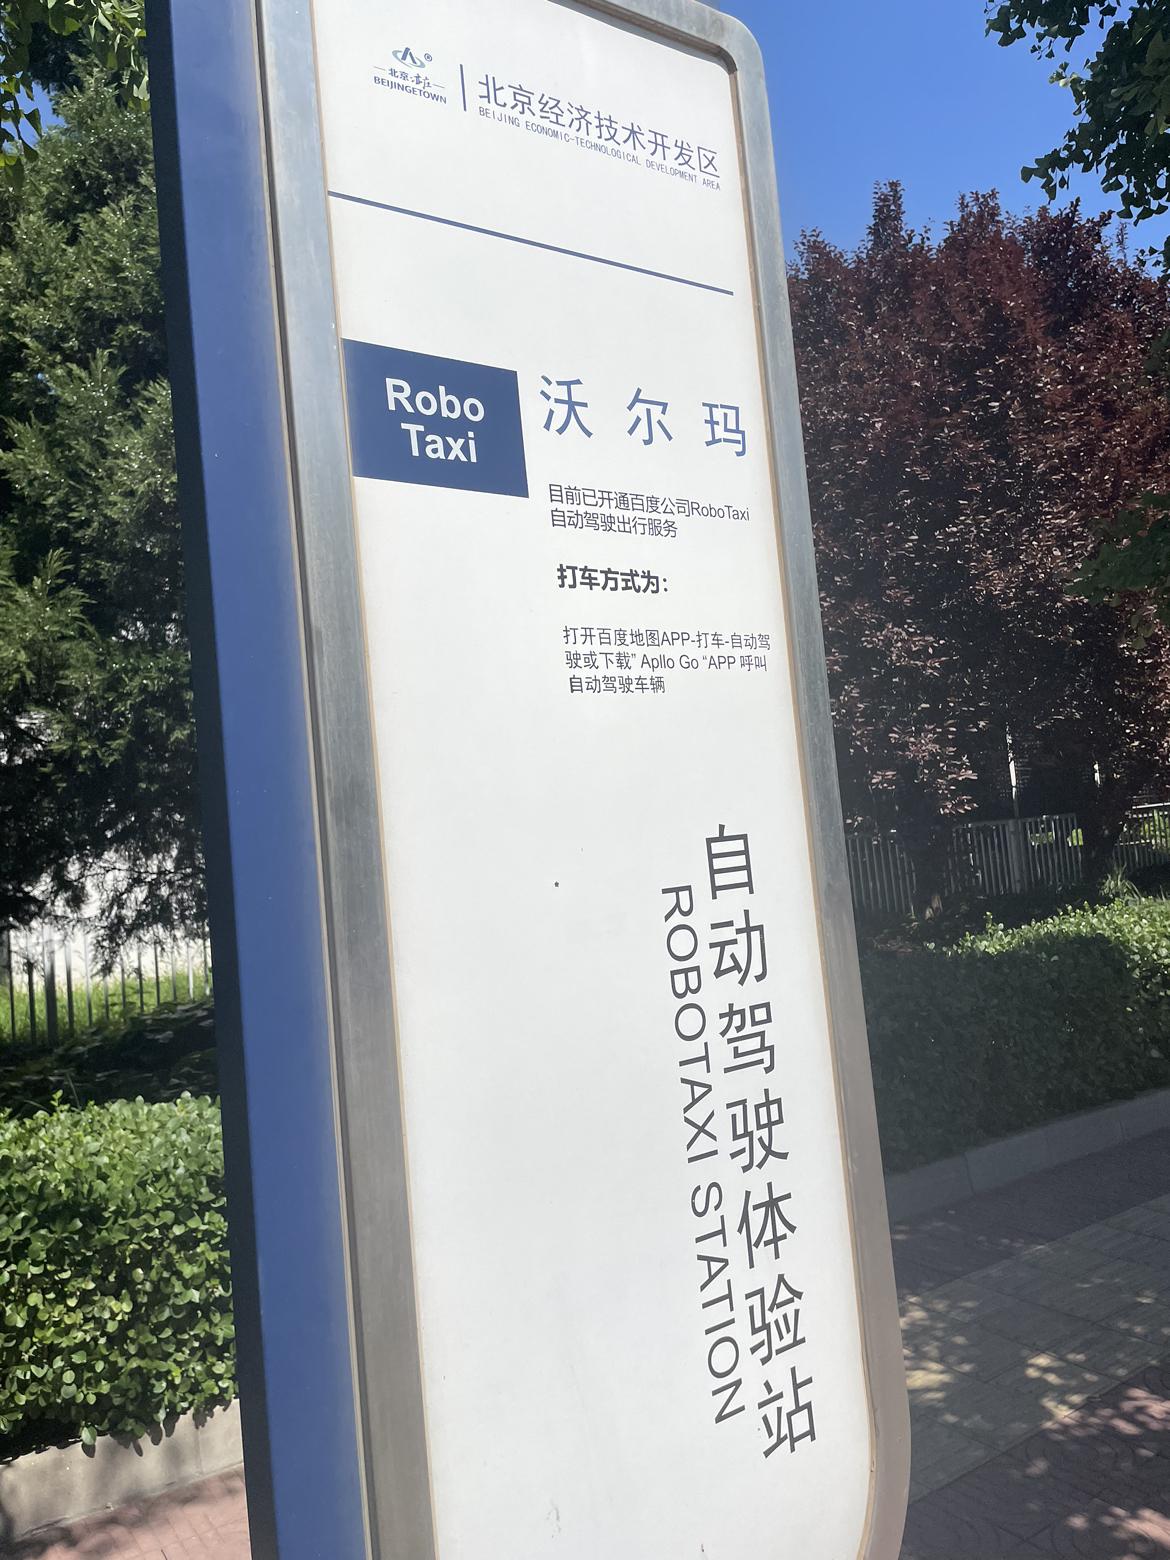 北京·亦庄
BEIJINGETOWN
北京经济技术开发区
BEIJING ECONOMIC-TECHNOLOGICAL DEVELOPMENT AREA
Robo
Taxi
沃尔玛
目前已开通百度公司RoboTaxi
自动驾驶出行服务
打车方式为：
打开百度地图APP-打车-自动驾
驶或下载” Apllo Go “APP 呼叫
自动驾驶车辆
自动驾驶体验站
ROBOTAXI STATION